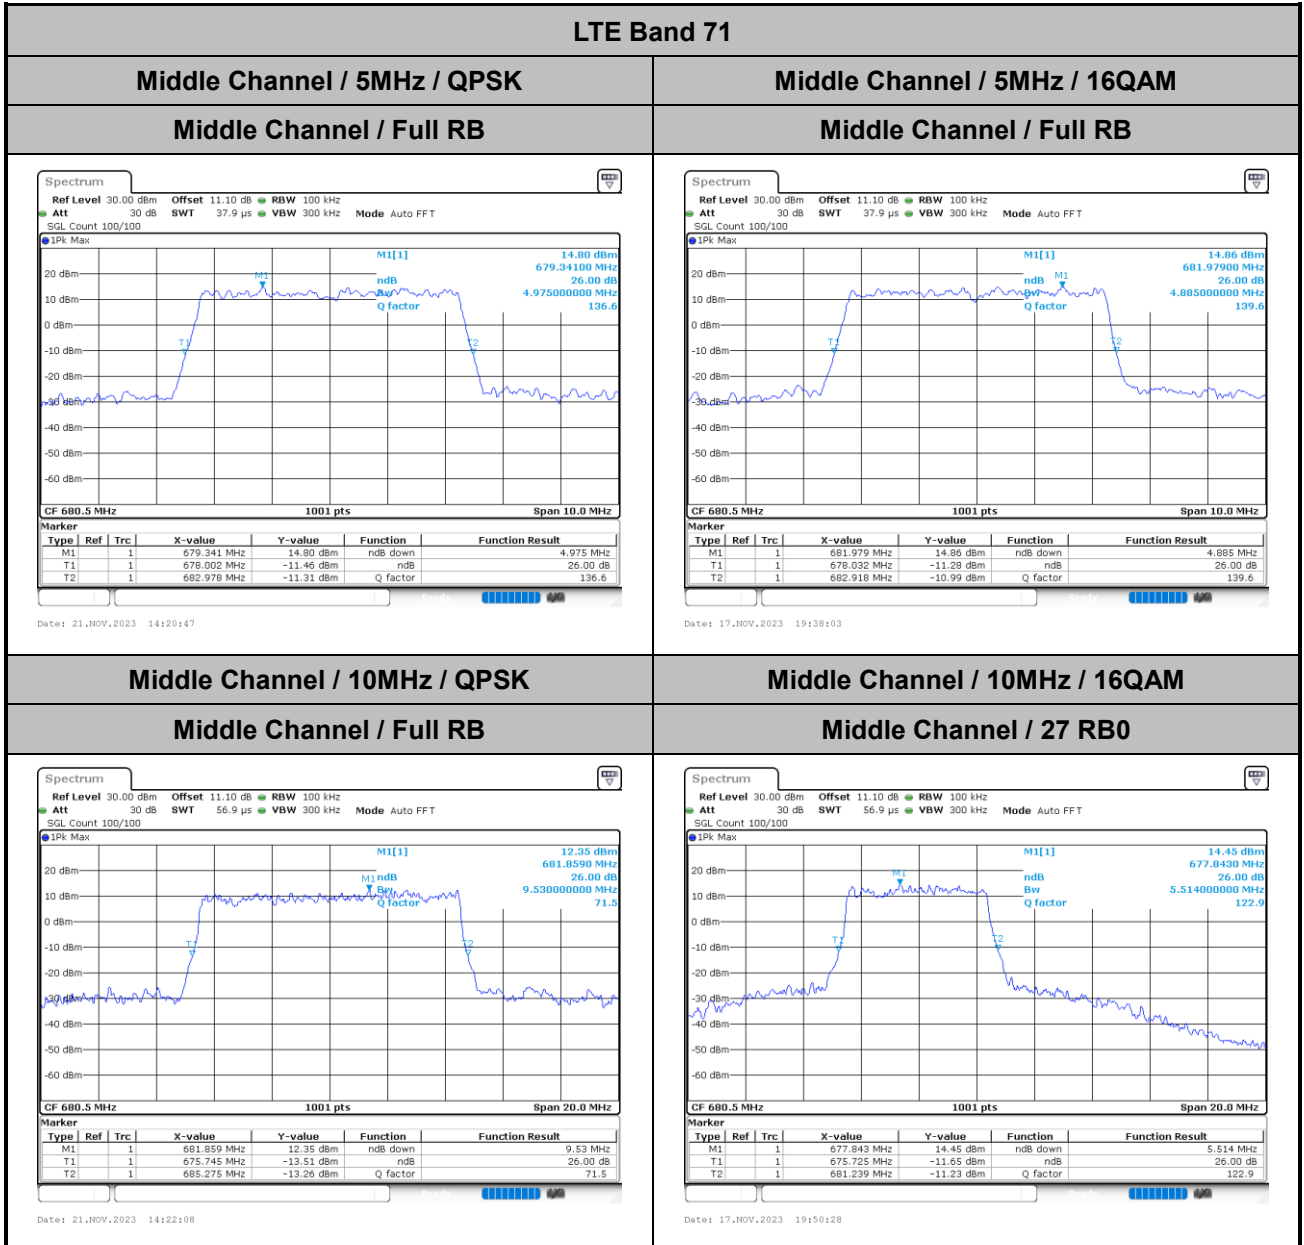 LTE Band 71
Middle Channel / 5MHz / QPSK
Middle Channel / 5MHz / 16QAM
Middle Channel / Full RB
Middle Channel / Full RB
Spectrum
Ref Level 30.00 dBm Offset 11.10 dB RBW 100 kHz
Att 30 dB SWT 37.9 µs VBW 300 kHz Mode Auto FFT
SGL Count 100/100
1Pk Max
M1[1] 14.80 dBm
679.34100 MHz
ndB 26.00 dB
Bw 4.975000000 MHz
Q factor 136.6
M1
T1
T2
20 dBm
10 dBm
0 dBm
-10 dBm
-20 dBm
-30 dBm
-40 dBm
-50 dBm
-60 dBm
CF 680.5 MHz 1001 pts Span 10.0 MHz
Marker
Type Ref Trc X-value Y-value Function Function Result
M1 1 679.341 MHz 14.80 dBm ndB down 4.975 MHz
T1 1 678.002 MHz -11.46 dBm ndB 26.00 dB
T2 1 682.978 MHz -11.31 dBm Q factor 136.6
Date: 21.NOV.2023 14:20:47
Spectrum
Ref Level 30.00 dBm Offset 11.10 dB RBW 100 kHz
Att 30 dB SWT 37.9 µs VBW 300 kHz Mode Auto FFT
SGL Count 100/100
1Pk Max
M1[1] 14.86 dBm
681.97900 MHz
ndB 26.00 dB
Bw 4.885000000 MHz
Q factor 139.6
M1
T1
T2
20 dBm
10 dBm
0 dBm
-10 dBm
-20 dBm
-30 dBm
-40 dBm
-50 dBm
-60 dBm
CF 680.5 MHz 1001 pts Span 10.0 MHz
Marker
Type Ref Trc X-value Y-value Function Function Result
M1 1 681.979 MHz 14.86 dBm ndB down 4.885 MHz
T1 1 678.032 MHz -11.28 dBm ndB 26.00 dB
T2 1 682.918 MHz -10.99 dBm Q factor 139.6
Date: 17.NOV.2023 19:38:03
Middle Channel / 10MHz / QPSK
Middle Channel / 10MHz / 16QAM
Middle Channel / Full RB
Middle Channel / 27 RB0
Spectrum
Ref Level 30.00 dBm Offset 11.10 dB RBW 100 kHz
Att 30 dB SWT 56.9 µs VBW 300 kHz Mode Auto FFT
SGL Count 100/100
1Pk Max
M1[1] 12.35 dBm
681.8590 MHz
ndB 26.00 dB
Bw 9.530000000 MHz
Q factor 71.5
M1
T1
T2
20 dBm
10 dBm
0 dBm
-10 dBm
-20 dBm
-30 dBm
-40 dBm
-50 dBm
-60 dBm
CF 680.5 MHz 1001 pts Span 20.0 MHz
Marker
Type Ref Trc X-value Y-value Function Function Result
M1 1 681.859 MHz 12.35 dBm ndB down 9.53 MHz
T1 1 675.745 MHz -13.51 dBm ndB 26.00 dB
T2 1 685.275 MHz -13.26 dBm Q factor 71.5
Date: 21.NOV.2023 14:22:08
Spectrum
Ref Level 30.00 dBm Offset 11.10 dB RBW 100 kHz
Att 30 dB SWT 56.9 µs VBW 300 kHz Mode Auto FFT
SGL Count 100/100
1Pk Max
M1[1] 14.45 dBm
677.8430 MHz
ndB 26.00 dB
Bw 5.514000000 MHz
Q factor 122.9
M1
T1
T2
20 dBm
10 dBm
0 dBm
-10 dBm
-20 dBm
-30 dBm
-40 dBm
-50 dBm
-60 dBm
CF 680.5 MHz 1001 pts Span 20.0 MHz
Marker
Type Ref Trc X-value Y-value Function Function Result
M1 1 677.843 MHz 14.45 dBm ndB down 5.514 MHz
T1 1 675.725 MHz -11.65 dBm ndB 26.00 dB
T2 1 681.239 MHz -11.23 dBm Q factor 122.9
Date: 17.NOV.2023 19:50:28